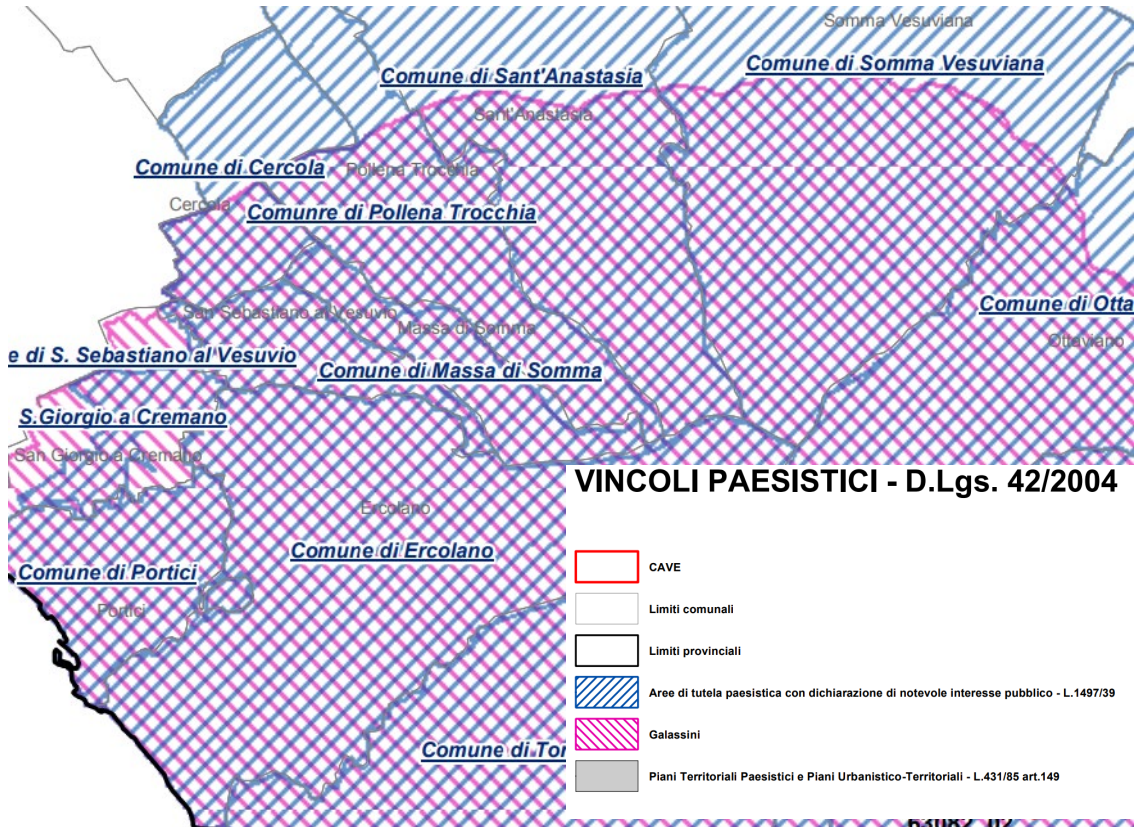 Somma Vesuviana
Comune di Somma Vesuviana
Comune di Sant'Anastasia
Sant'Anastasia
Comune di Cercola
Pollena Trocchia
Cercola
Comunre di Pollena Trocchia
Comune di Otta
San Sebastiano al Vesuvio
Massa di Somma
Ottaviano
e di S. Sebastiano al Vesuvio
Comune di Massa di Somma
S.Giorgio a Cremano
San Giorgio a Cremano
VINCOLI PAESISTICI - D.Lgs. 42/2004
Ercolano
Comune di Ercolano
CAVE
Comune di Portici
Portici
Limiti comunali
Limiti provinciali
Aree di tutela paesistica con dichiarazione di notevole interesse pubblico - L.1497/39
Galassini
Comune di Tor
Piani Territoriali Paesistici e Piani Urbanistico-Territoriali - L.431/85 art.149
63082_02